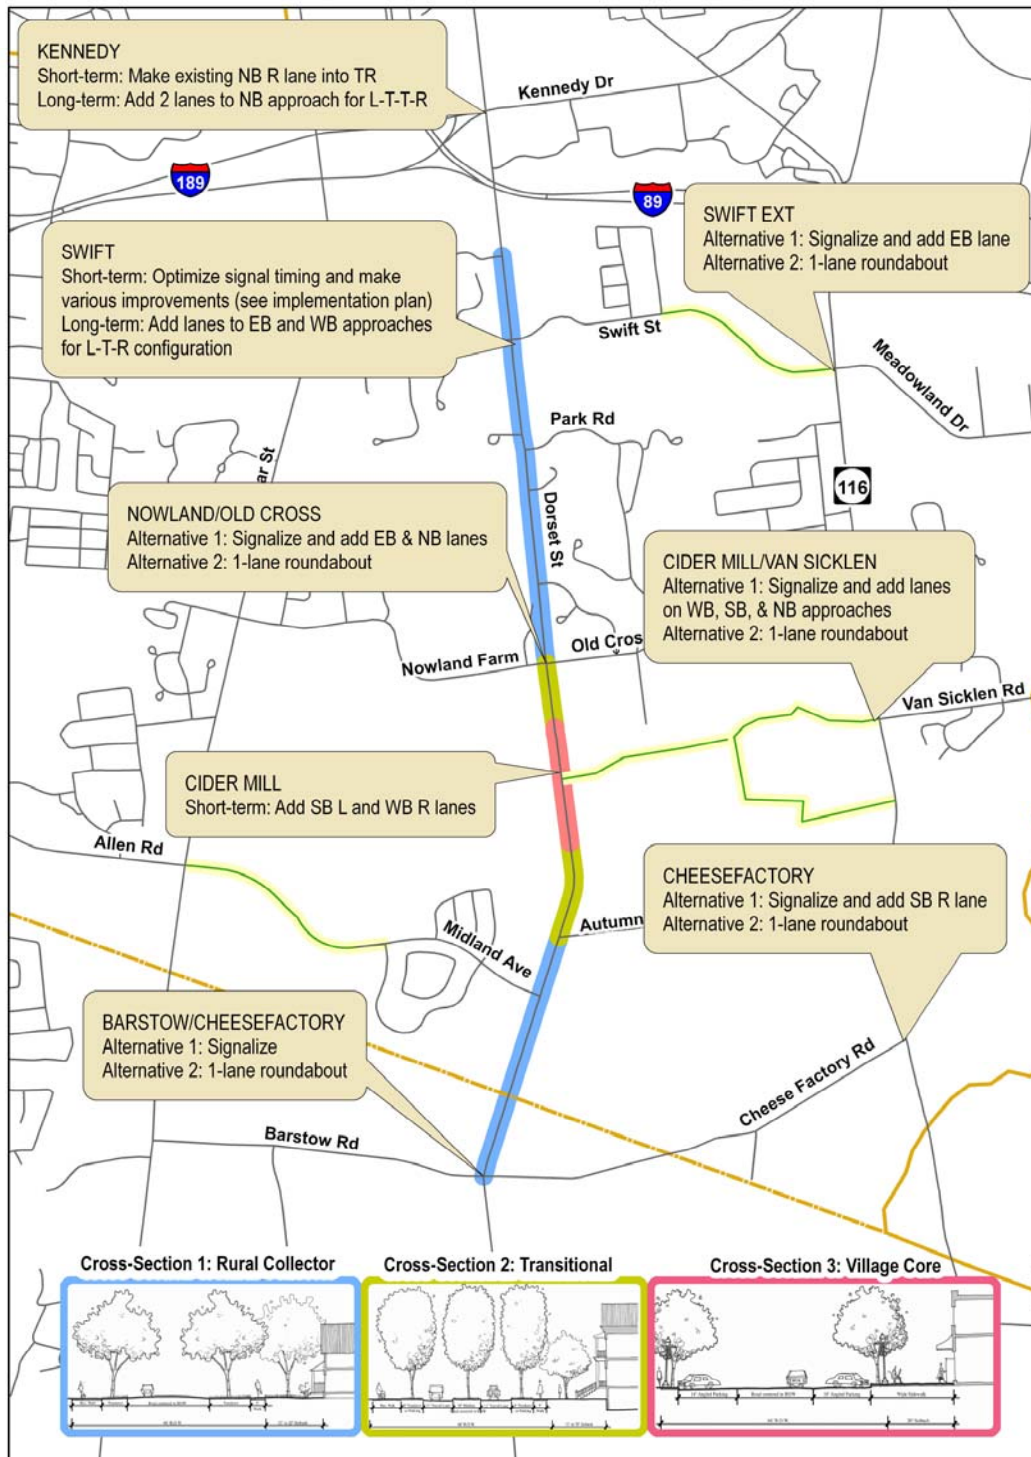 KENNEDY
Short-term: Make existing NB R lane into TR
Long-term: Add 2 lanes to NB approach for L-T-T-R
Kennedy Dr
189
89
SWIFT EXT
Alternative 1: Signalize and add EB lane
Alternative 2: 1-lane roundabout
SWIFT
Short-term: Optimize signal timing and make
various improvements (see implementation plan)
Long-term: Add lanes to EB and WB approaches
for L-T-R configuration
Swift St
Meadowland Dr
Park Rd
ar St
116
Dorset St
NOWLAND/OLD CROSS
Alternative 1: Signalize and add EB & NB lanes
Alternative 2: 1-lane roundabout
CIDER MILL/VAN SICKLEN
Alternative 1: Signalize and add lanes
on WB, SB, & NB approaches
Alternative 2: 1-lane roundabout
Old Cros
Nowland Farm
Van Sicklen Rd
CIDER MILL
Short-term: Add SB L and WB R lanes
Allen Rd
CHEESEFACTORY
Alternative 1: Signalize and add SB R lane
Alternative 2: 1-lane roundabout
Autumn
Midland Ave
BARSTOW/CHEESEFACTORY
Alternative 1: Signalize
Alternative 2: 1-lane roundabout
Cheese Factory Rd
Barstow Rd
Cross-Section 1: Rural Collector
Cross-Section 2: Transitional
Cross-Section 3: Village Core